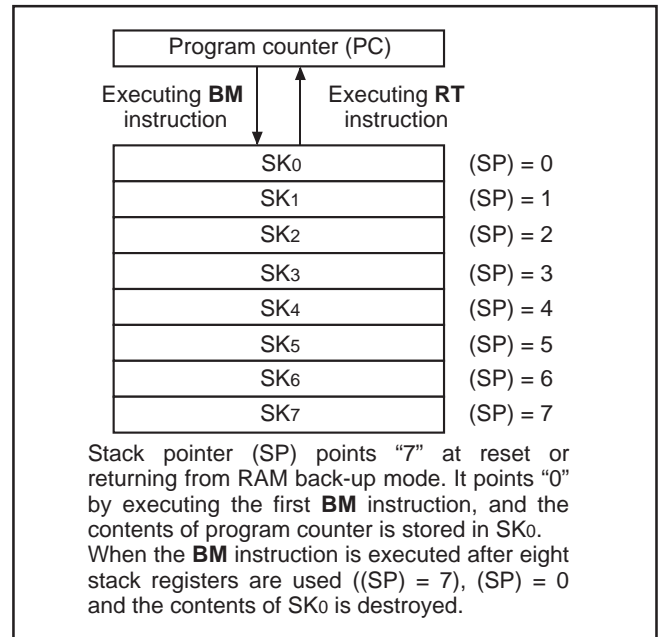 Program counter (PC)
Executing BM
instruction
Executing RT
instruction
SK0
(SP) = 0
SK1
(SP) = 1
SK2
(SP) = 2
SK3
(SP) = 3
SK4
(SP) = 4
SK5
(SP) = 5
SK6
(SP) = 6
SK7
(SP) = 7
Stack pointer (SP) points “7” at reset or
returning from RAM back-up mode. It points “0”
by executing the first BM instruction, and the
contents of program counter is stored in SK0.
When the BM instruction is executed after eight
stack registers are used ((SP) = 7), (SP) = 0
and the contents of SK0 is destroyed.